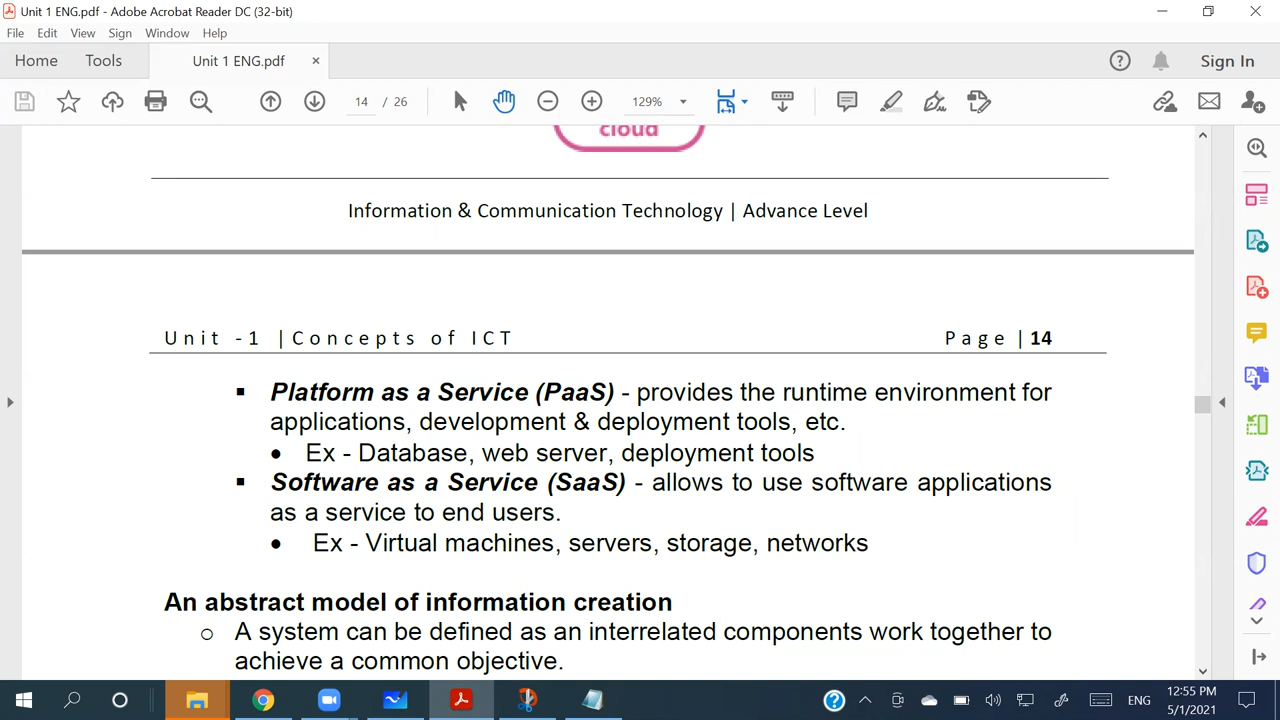 Unit 1 ENG.pdf - Adobe Acrobat Reader DC (32-bit)
File Edit View Sign Window Help
Home Tools Unit 1 ENG.pdf × Sign In
14 / 26 129%
cloud
Information & Communication Technology | Advance Level
Unit -1 |Concepts of ICT Page |14
▪ Platform as a Service (PaaS) - provides the runtime environment for
applications, development & deployment tools, etc.
• Ex - Database, web server, deployment tools
▪ Software as a Service (SaaS) - allows to use software applications
as a service to end users.
• Ex - Virtual machines, servers, storage, networks
An abstract model of information creation
o A system can be defined as an interrelated components work together to
achieve a common objective.
ENG
12:55 PM
5/1/2021